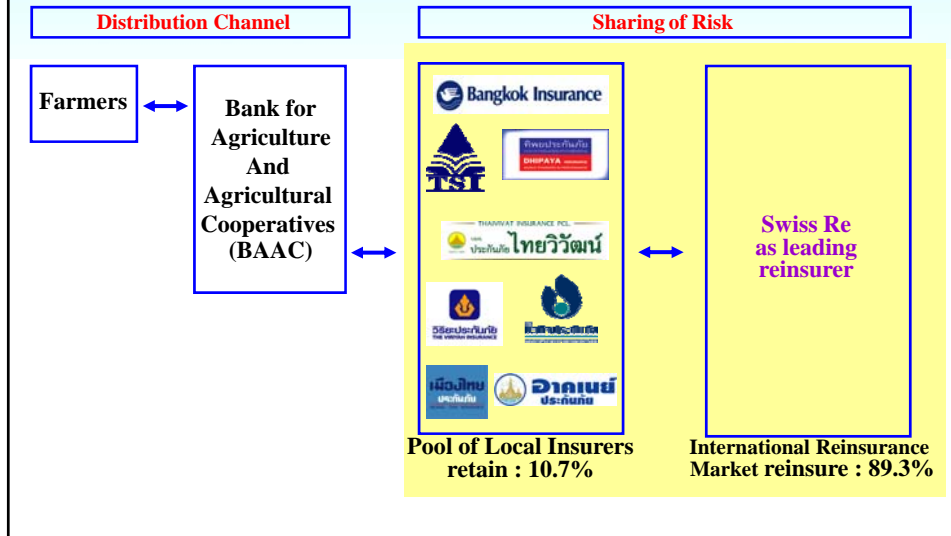 Distribution Channel
Sharing of Risk
Farmers
Bank for
Agriculture
And
Agricultural
Cooperatives
(BAAC)
Bangkok Insurance
TSI
ทิพยประกันภัย
DHIPAYA
THAIVIVAT INSURANCE PCL.
ประกันภัย ไทยวิวัฒน์
วิริยะประกันภัย
THE VIRIYAH INSURANCE
เมืองไทย
ประกันภัย
อาคเนย์
ประกันภัย
Pool of Local Insurers
retain : 10.7%
Swiss Re
as leading
reinsurer
International Reinsurance
Market reinsure : 89.3%